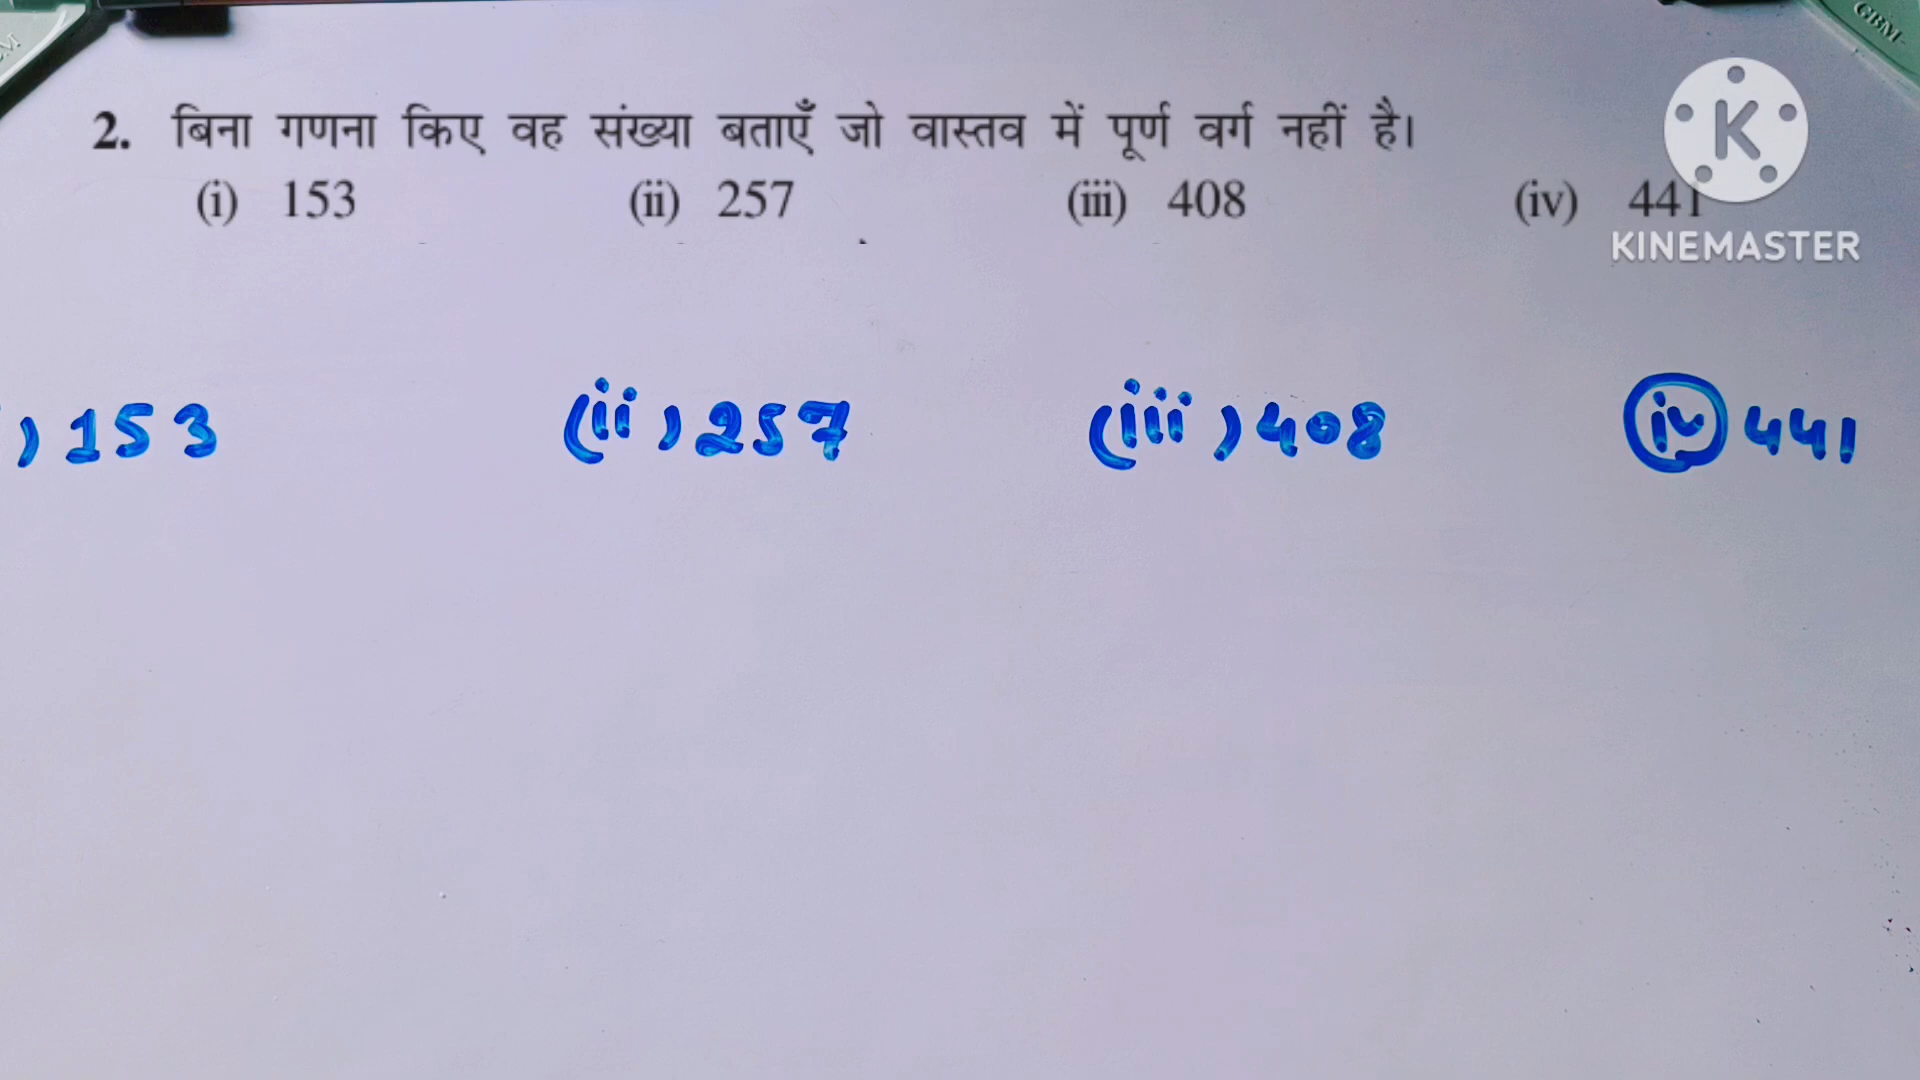 GBM
2. बिना गणना किए वह संख्या बताएँ जो वास्तव में पूर्ण वर्ग नहीं है।
(i) 153 (ii) 257 (iii) 408 (iv) 441
KINEMASTER
) 153 (ii) 257 (iii) 408 (iv) 441